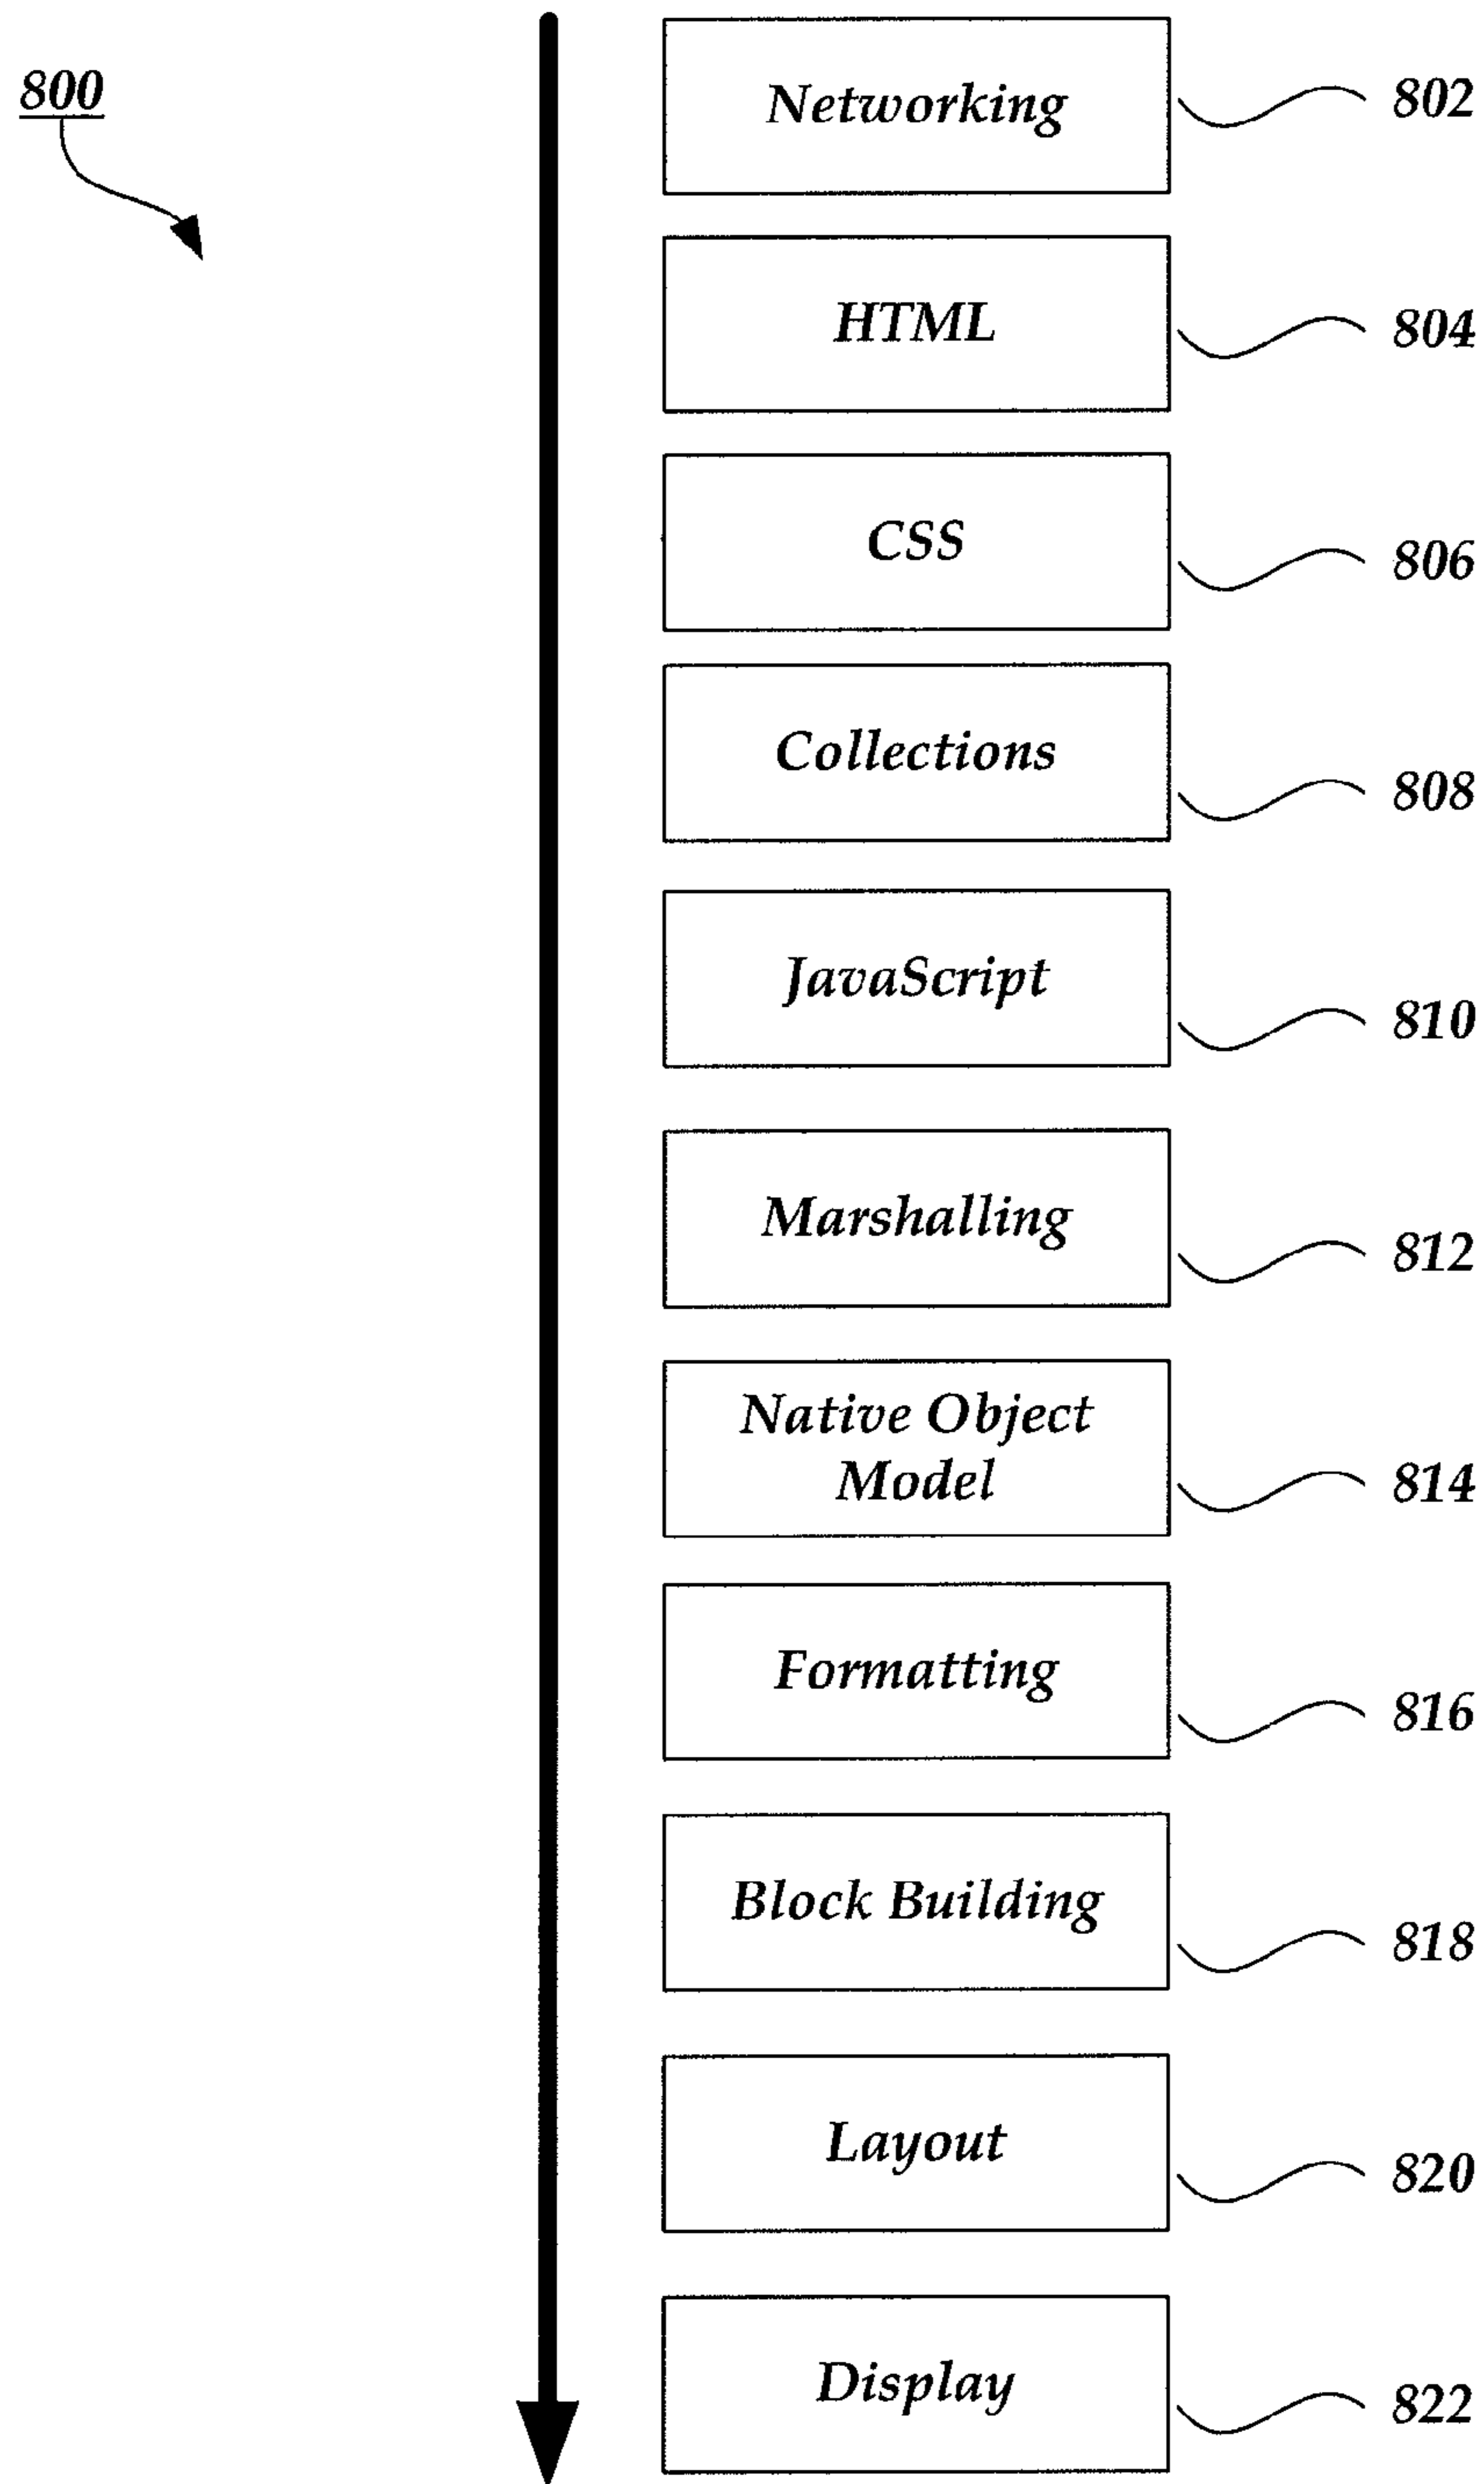 800
Networking
802
HTML
804
CSS
806
Collections
808
JavaScript
810
Marshalling
812
Native Object
Model
814
Formatting
816
Block Building
818
Layout
820
Display
822